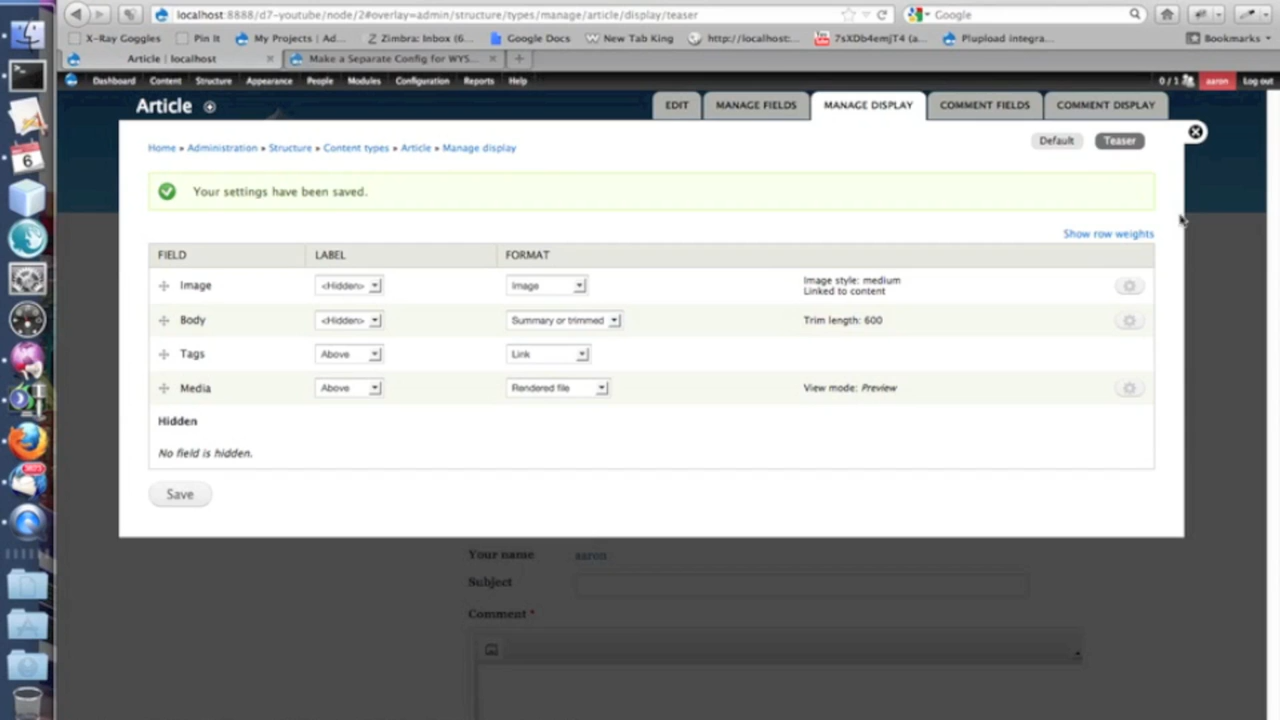 localhost:8888/d7-youtube/node/2#overlay=admin/structure/types/manage/article/display/teaser
Google
X-Ray Goggles
Pin It
My Projects | Ad...
Zimbra: Inbox (6...
Google Docs
New Tab King
http://localhost:...
7sXDb4emjT4 (a...
Plupload integra...
Bookmarks
Article | localhost
Make a Separate Config for WYS...
Dashboard Content Structure Appearance People Modules Configuration Reports Help
0 / 1
aaron
Log out
Article
EDIT
MANAGE FIELDS
MANAGE DISPLAY
COMMENT FIELDS
COMMENT DISPLAY
Home » Administration » Structure » Content types » Article » Manage display
Default
Teaser
Your settings have been saved.
Show row weights
FIELD LABEL FORMAT
Image <Hidden> Image Image style: medium
Linked to content
Body <Hidden> Summary or trimmed Trim length: 600
Tags Above Link
Media Above Rendered file View mode: Preview
Hidden
No field is hidden.
Save
Your name aaron
Subject
Comment *
6